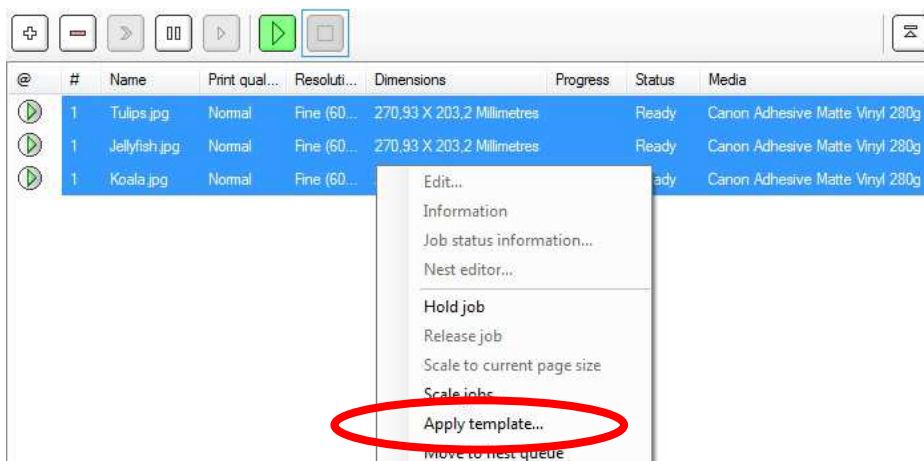 @ # Name Print qual... Resoluti... Dimensions Progress Status Media
1 Tulips.jpg Normal Fine (60... 270,93 X 203,2 Millimetres Ready Canon Adhesive Matte Vinyl 280g
1 Jellyfish.jpg Normal Fine (60... 270,93 X 203,2 Millimetres Ready Canon Adhesive Matte Vinyl 280g
1 Koala.jpg Normal Fine (60... ady Canon Adhesive Matte Vinyl 280g
Edit...
Information
Job status information...
Nest editor...
Hold job
Release job
Scale to current page size
Scale jobs
Apply template...
Move to nest queue